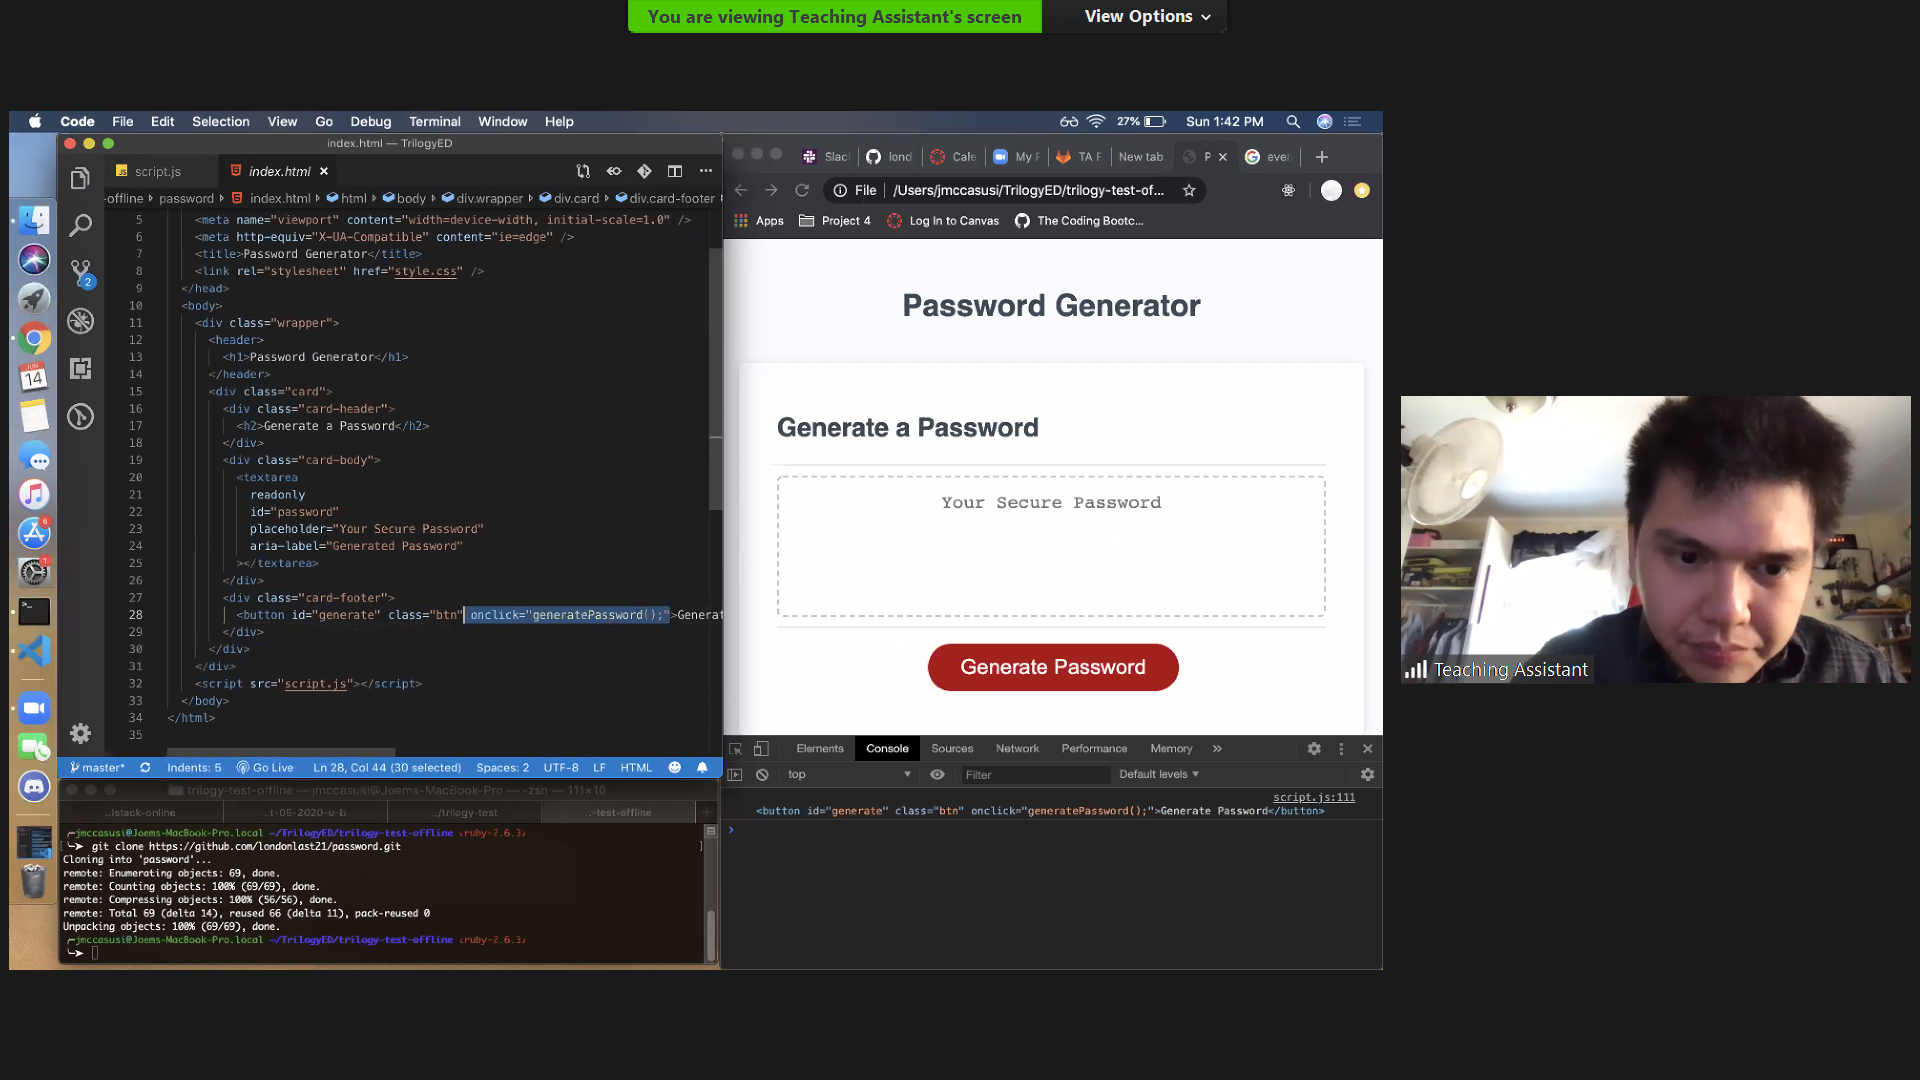 You are viewing Teaching Assistant's screen
View Options
Code File Edit Selection View Go Debug Terminal Window Help
27% Sun 1:42 PM
index.html — TrilogyED
script.js index.html
-offline password index.html html body div.wrapper div.card div.card-footer
5 <meta name="viewport" content="width=device-width, initial-scale=1.0" />
6 <meta http-equiv="X-UA-Compatible" content="ie=edge" />
7 <title>Password Generator</title>
8 <link rel="stylesheet" href="style.css" />
9 </head>
10 <body>
11 <div class="wrapper">
12 <header>
13 <h1>Password Generator</h1>
14 </header>
15 <div class="card">
16 <div class="card-header">
17 <h2>Generate a Password</h2>
18 </div>
19 <div class="card-body">
20 <textarea
21 readonly
22 id="password"
23 placeholder="Your Secure Password"
24 aria-label="Generated Password"
25 ></textarea>
26 </div>
27 <div class="card-footer">
28 <button id="generate" class="btn" onclick="generatePassword();">Generat
29 </div>
30 </div>
31 </div>
32 <script src="script.js"></script>
33 </body>
34 </html>
35
2
JUN
14
6
1
master* Indents: 5 Go Live Ln 28, Col 44 (30 selected) Spaces: 2 UTF-8 LF HTML
trilogy-test-offline — jmccasusi@Joems-MacBook-Pro — -zsh — 111×10
..lstack-online ..t-05-2020-u-b ../trilogy-test ..-test-offline
jmccasusi@Joems-MacBook-Pro.local ~/TrilogyED/trilogy-test-offline ‹ruby-2.6.3›
git clone https://github.com/londonlast21/password.git
Cloning into 'password'...
remote: Enumerating objects: 69, done.
remote: Counting objects: 100% (69/69), done.
remote: Compressing objects: 100% (56/56), done.
remote: Total 69 (delta 14), reused 66 (delta 11), pack-reused 0
Unpacking objects: 100% (69/69), done.
jmccasusi@Joems-MacBook-Pro.local ~/TrilogyED/trilogy-test-offline ‹ruby-2.6.3›
Slac lond Cale My P TA F New tab P ever
File /Users/jmccasusi/TrilogyED/trilogy-test-of...
Apps Project 4 Log In to Canvas The Coding Bootc...
Password Generator
Generate a Password
Your Secure Password
Generate Password
Elements Console Sources Network Performance Memory »
top Filter Default levels
script.js:111
<button id="generate" class="btn" onclick="generatePassword();">Generate Password</button>
Teaching Assistant